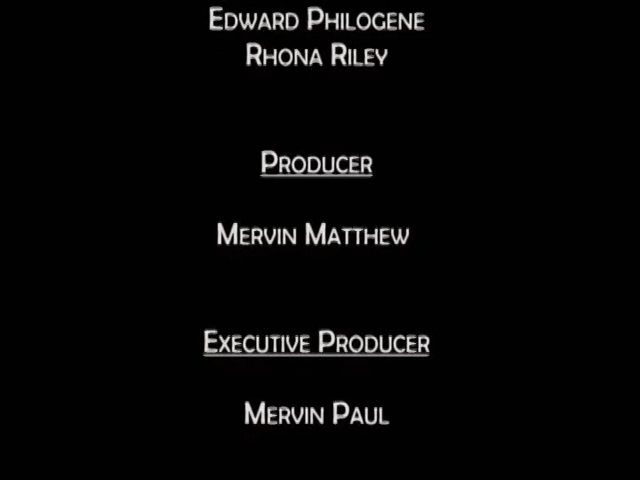 EDWARD PHILOGENE
RHONA RILEY
PRODUCER
MERVIN MATTHEW
EXECUTIVE PRODUCER
MERVIN PAUL